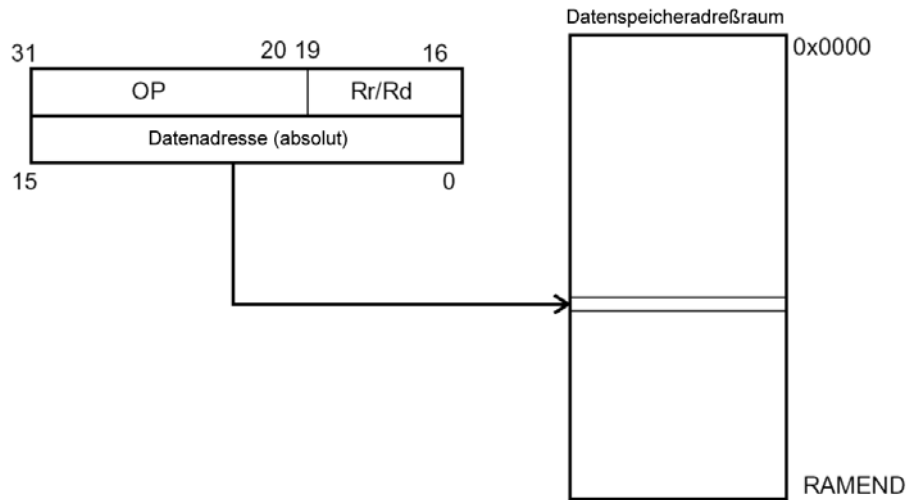 Datenspeicheradreßraum
0x0000
31 20 19 16
OP Rr/Rd
Datenadresse (absolut)
15 0
RAMEND